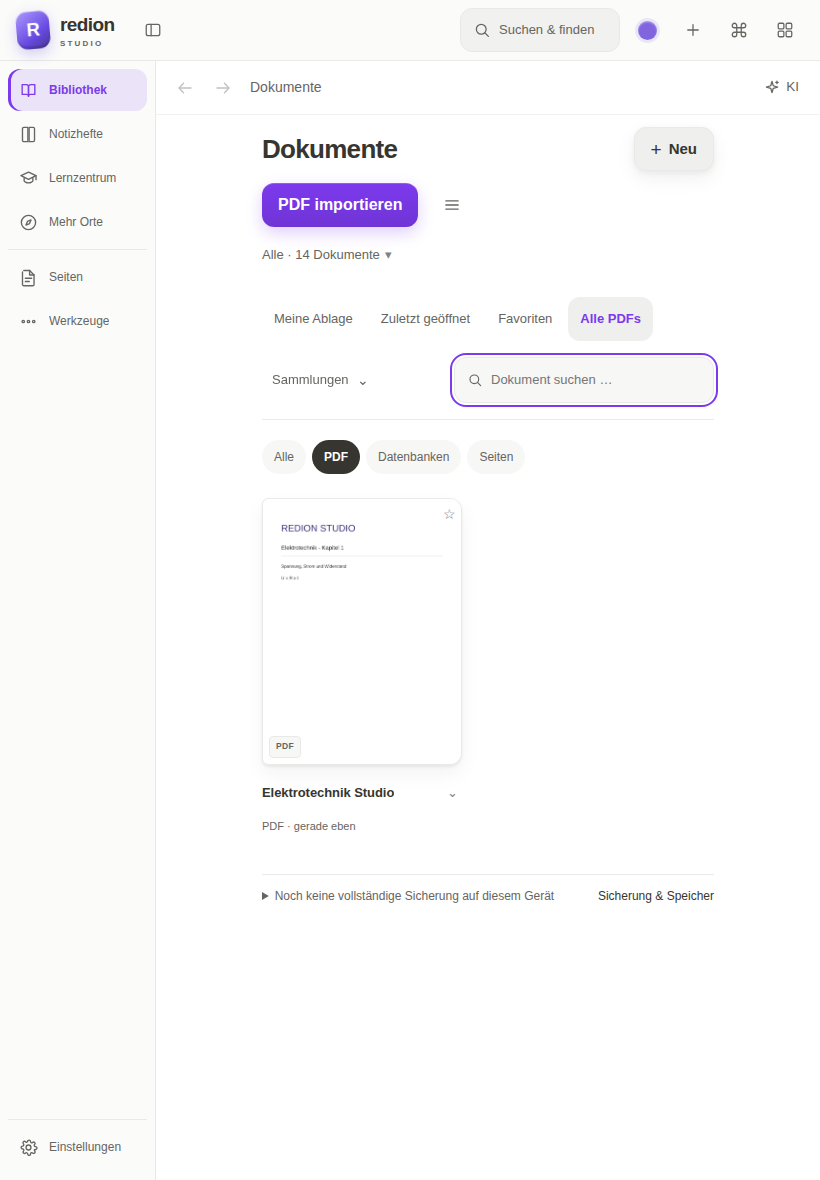 R
redion
STUDIO
Suchen & finden
Bibliothek
Notizhefte
Lernzentrum
Mehr Orte
Seiten
Werkzeuge
Einstellungen
Dokumente
KI
Dokumente
+ Neu
PDF importieren
Alle · 14 Dokumente ▾
Meine Ablage
Zuletzt geöffnet
Favoriten
Alle PDFs
Sammlungen
Dokument suchen …
Alle
PDF
Datenbanken
Seiten
REDION STUDIO
Elektrotechnik - Kapitel 1
Spannung, Strom und Widerstand
PDF
Elektrotechnik Studio
PDF · gerade eben
Noch keine vollständige Sicherung auf diesem Gerät
Sicherung & Speicher